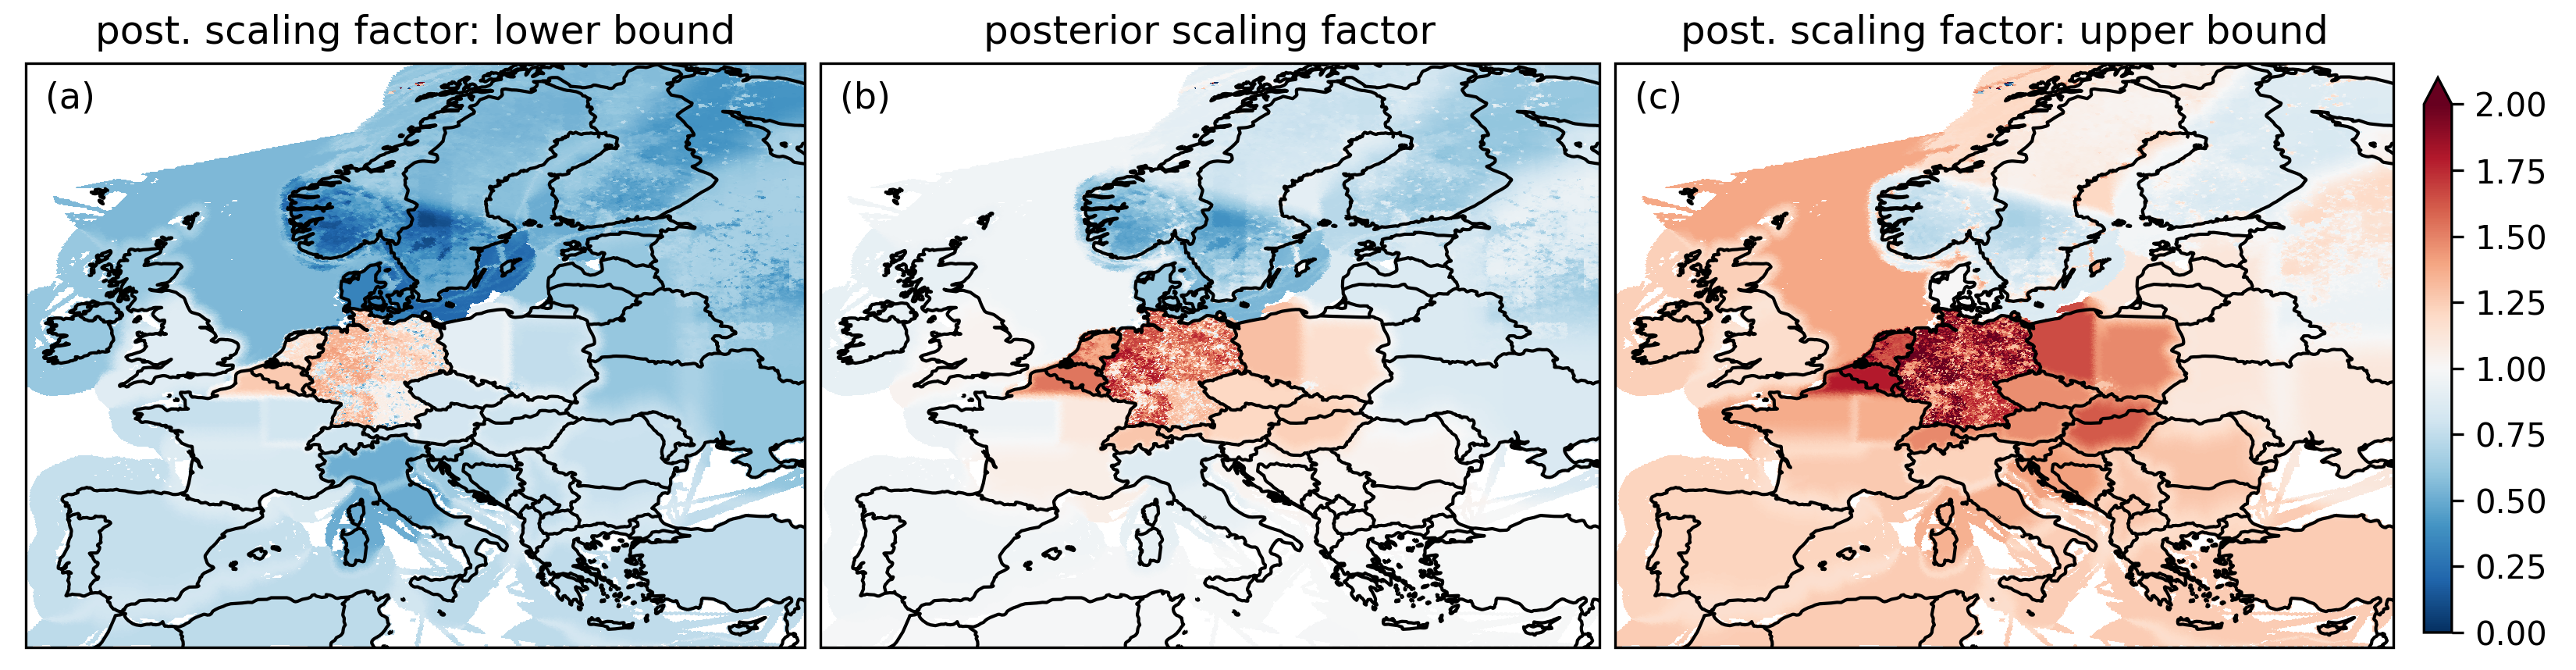 post. scaling factor: lower bound
posterior scaling factor
post. scaling factor: upper bound
(a)
(b)
(c)
2.00
1.75
1.50
1.25
1.00
0.75
0.50
0.25
0.00